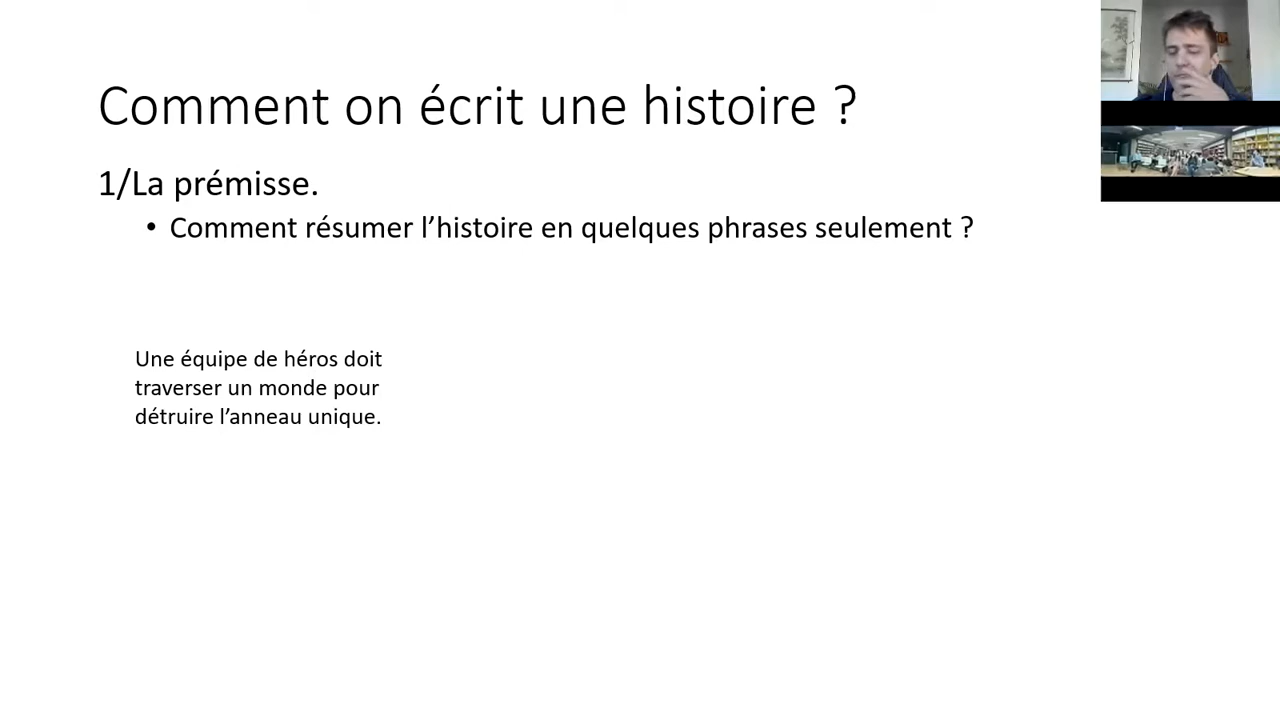 Comment on écrit une histoire ?
1/La prémisse.
• Comment résumer l’histoire en quelques phrases seulement ?
Une équipe de héros doit
traverser un monde pour
détruire l’anneau unique.